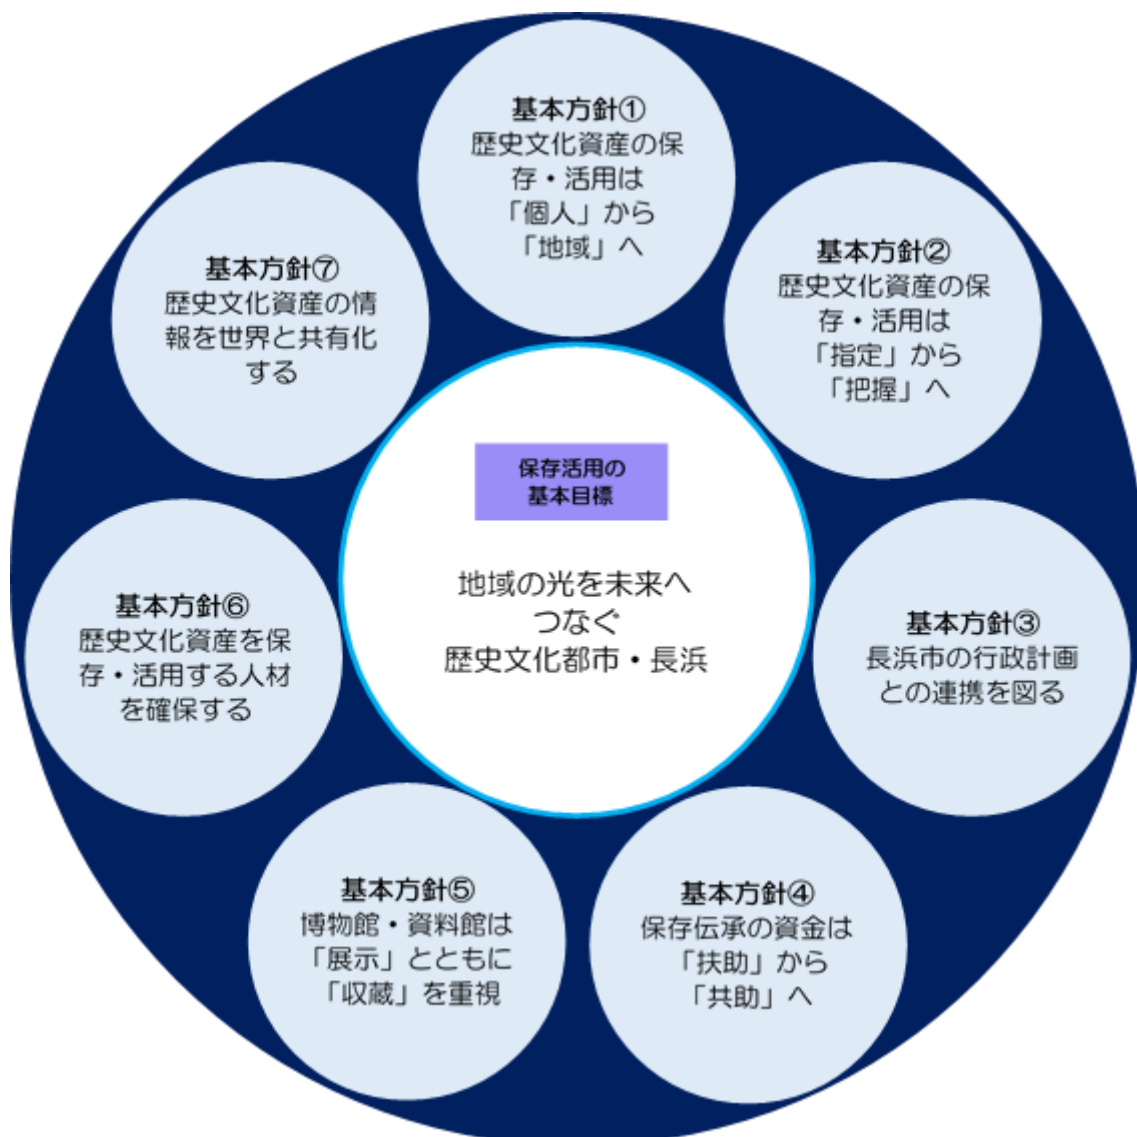 基本方針①
歴史文化資産の保
存・活用は
「個人」から
「地域」へ
基本方針②
歴史文化資産の保
存・活用は
「指定」から
「把握」へ
基本方針③
長浜市の行政計画
との連携を図る
基本方針④
保存伝承の資金は
「扶助」から
「共助」へ
基本方針⑤
博物館・資料館は
「展示」とともに
「収蔵」を重視
基本方針⑥
歴史文化資産を保
存・活用する人材
を確保する
基本方針⑦
歴史文化資産の情
報を世界と共有化
する
保存活用の
基本目標
地域の光を未来へ
つなぐ
歴史文化都市・長浜